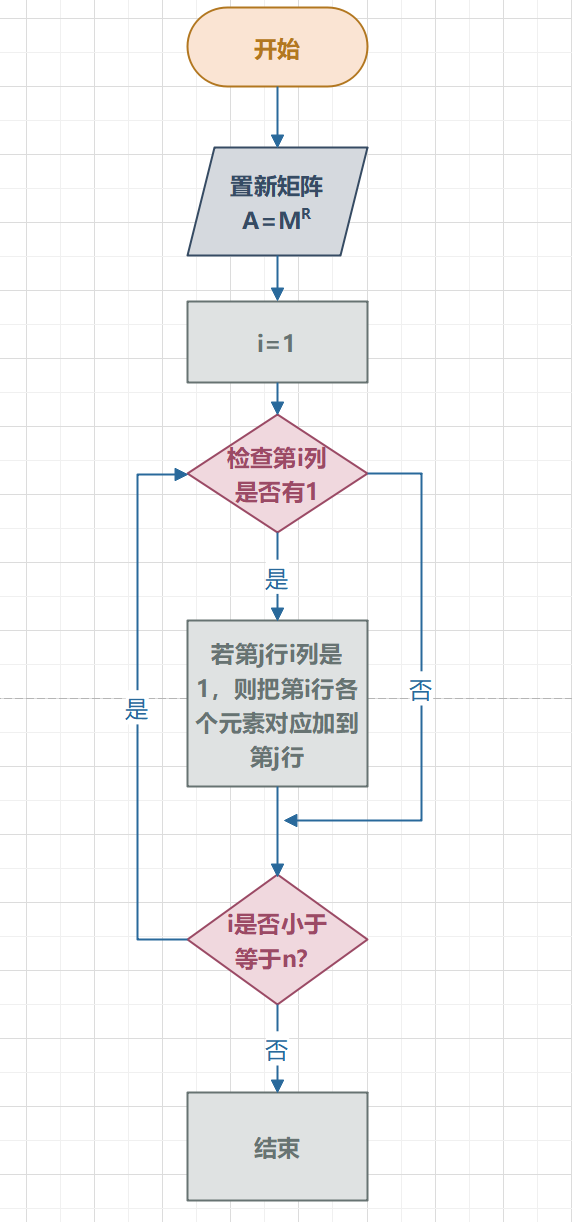 开始
置新矩阵
A=Mᴿ
i=1
检查第i列
是否有1
是
若第j行i列是
1，则把第i行各
个元素对应加到
第j行
否
是
i是否小于
等于n?
否
结束